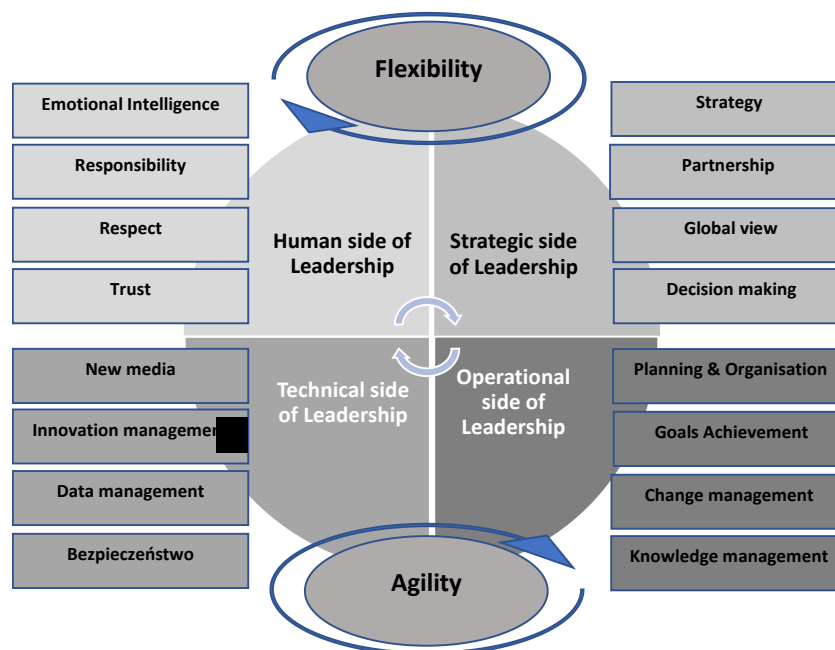 Flexibility
Emotional Intelligence
Responsibility
Respect
Trust
Strategy
Partnership
Global view
Decision making
Human side of
Leadership
Strategic side
of Leadership
Technical side
of Leadership
Operational
side of
Leadership
New media
Innovation
Data management
Bezpieczeństwo
Planning & Organisation
Goals Achievement
Change management
Knowledge management
Agility